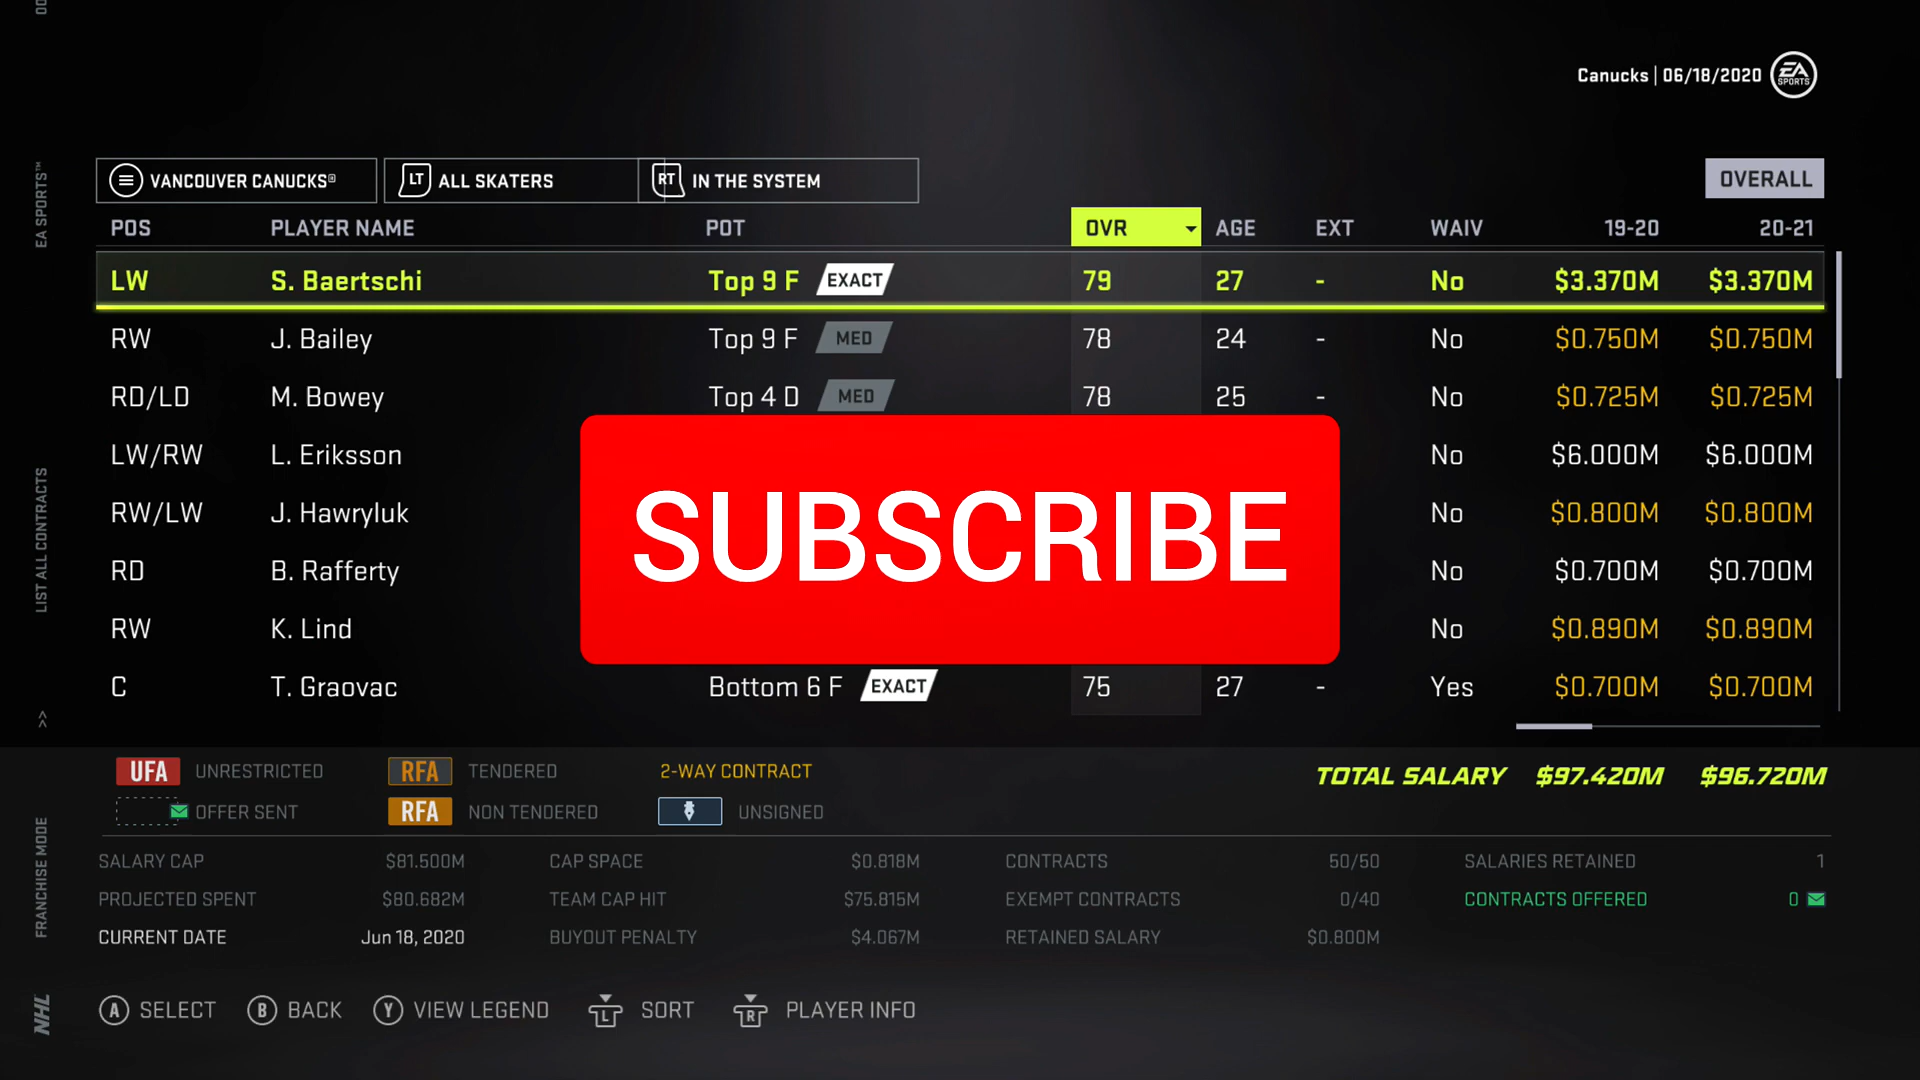 Canucks | 06/18/2020 EA SPORTS
VANCOUVER CANUCKS® LT ALL SKATERS RT IN THE SYSTEM OVERALL
POS PLAYER NAME POT OVR AGE EXT WAIV 19-20 20-21
LW S. Baertschi Top 9 F EXACT 79 27 - No $3.370M $3.370M
RW J. Bailey Top 9 F MED 78 24 - No $0.750M $0.750M
RD/LD M. Bowey Top 4 D MED 78 25 - No $0.725M $0.725M
LW/RW L. Eriksson No $6.000M $6.000M
RW/LW J. Hawryluk No $0.800M $0.800M
RD B. Rafferty No $0.700M $0.700M
RW K. Lind No $0.890M $0.890M
C T. Graovac Bottom 6 F EXACT 75 27 - Yes $0.700M $0.700M
SUBSCRIBE
UFA UNRESTRICTED RFA TENDERED 2-WAY CONTRACT TOTAL SALARY $97.420M $96.720M
OFFER SENT RFA NON TENDERED UNSIGNED
SALARY CAP $81.500M CAP SPACE $0.818M CONTRACTS 50/50 SALARIES RETAINED 1
PROJECTED SPENT $80.682M TEAM CAP HIT $75.815M EXEMPT CONTRACTS 0/40 CONTRACTS OFFERED 0
CURRENT DATE Jun 18, 2020 BUYOUT PENALTY $4.067M RETAINED SALARY $0.800M
A SELECT B BACK Y VIEW LEGEND L SORT R PLAYER INFO
EA SPORTS™
LIST ALL CONTRACTS
>>
FRANCHISE MODE
NHL